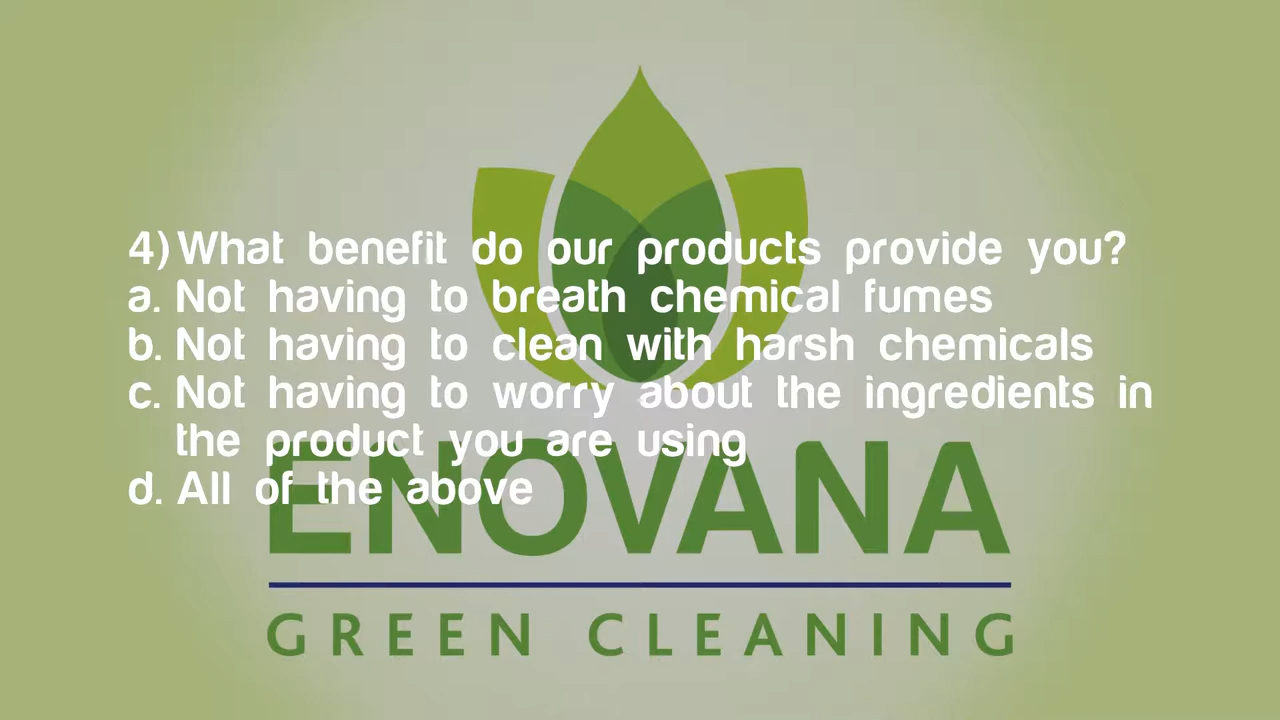 4) What benefit do our products provide you?
a. Not having to breath chemical fumes
b. Not having to clean with harsh chemicals
c. Not having to worry about the ingredients in
the product you are using
d. All of the above
ENOVANA
GREEN CLEANING